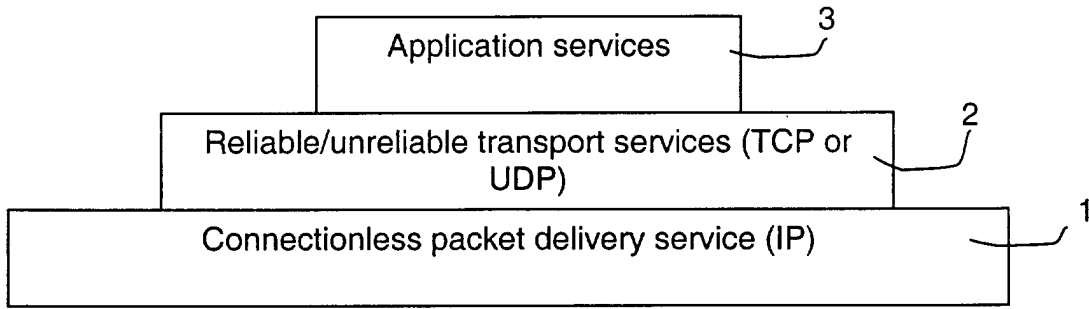 3
Application services
2
Reliable/unreliable transport services (TCP or
UDP)
1
Connectionless packet delivery service (IP)